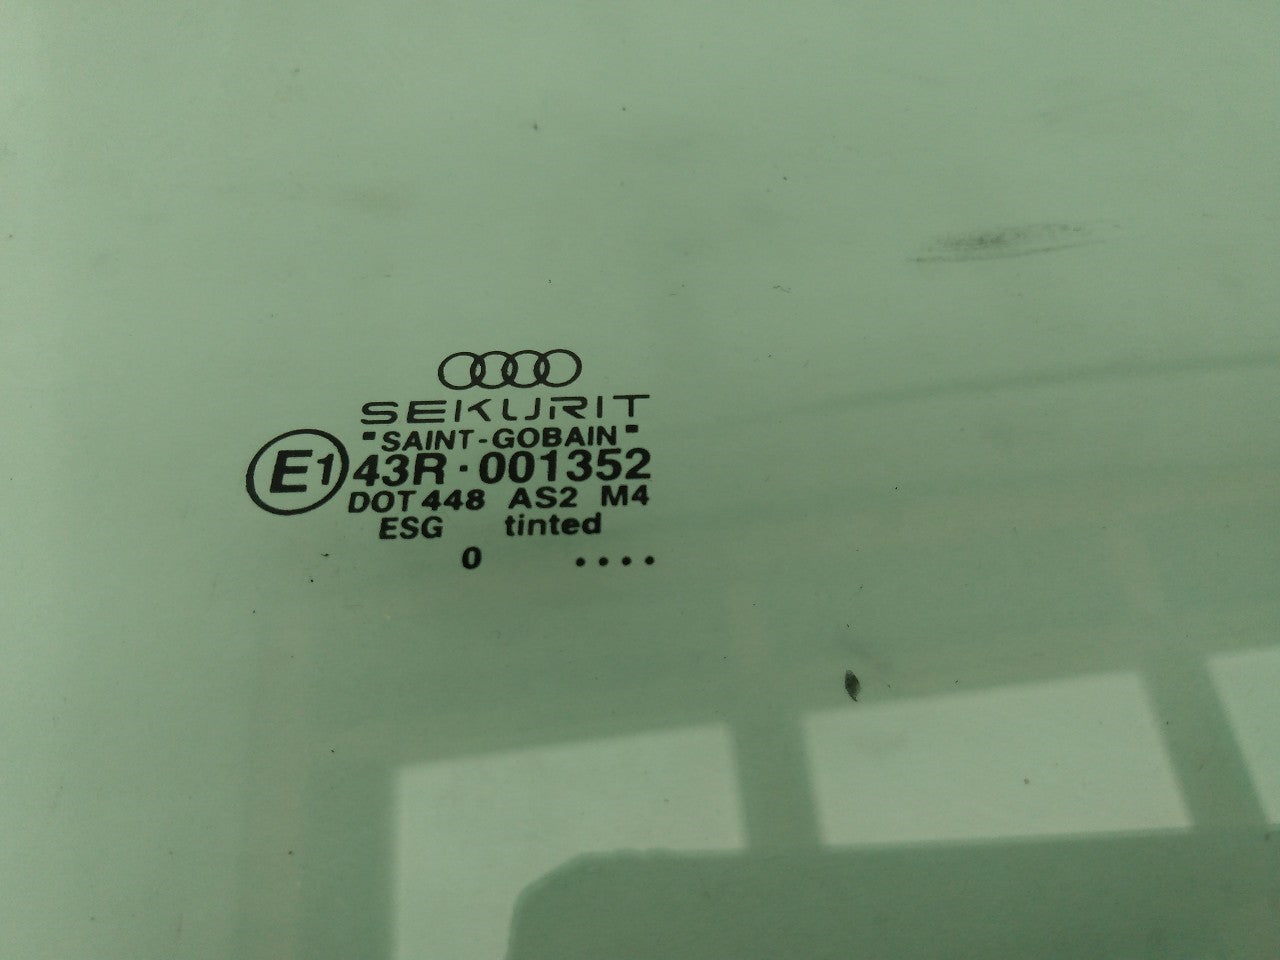 SEKURIT
"SAINT-GOBAIN"
E1 43R · 001352
DOT 448 AS2 M4
ESG tinted
0 ....